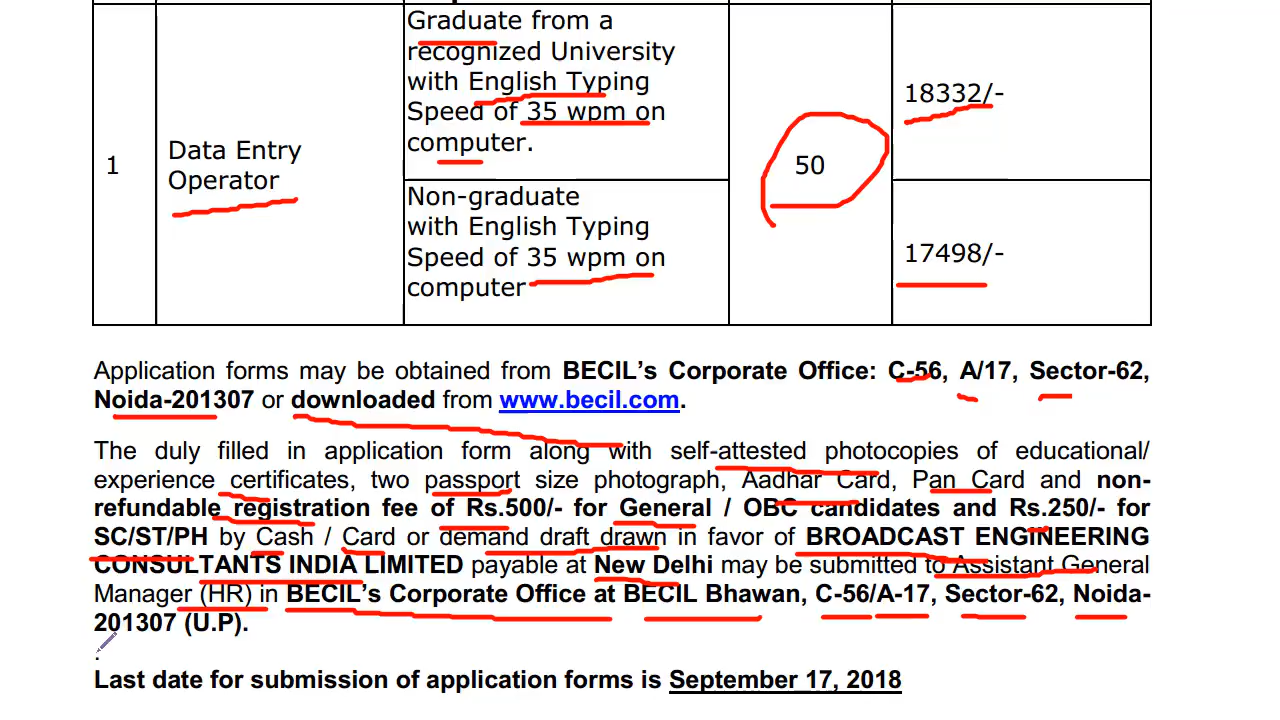 Graduate from a
recognized University
with English Typing
Speed of 35 wpm on
computer.
18332/-
1
Data Entry
Operator
50
Non-graduate
with English Typing
Speed of 35 wpm on
computer
17498/-
Application forms may be obtained from BECIL's Corporate Office: C-56, A/17, Sector-62,
Noida-201307 or downloaded from www.becil.com.
The duly filled in application form along with self-attested photocopies of educational/
experience certificates, two passport size photograph, Aadhar Card, Pan Card and non-
refundable registration fee of Rs.500/- for General / OBC candidates and Rs.250/- for
SC/ST/PH by Cash / Card or demand draft drawn in favor of BROADCAST ENGINEERING
CONSULTANTS INDIA LIMITED payable at New Delhi may be submitted to Assistant General
Manager (HR) in BECIL's Corporate Office at BECIL Bhawan, C-56/A-17, Sector-62, Noida-
201307 (U.P).
.
Last date for submission of application forms is September 17, 2018